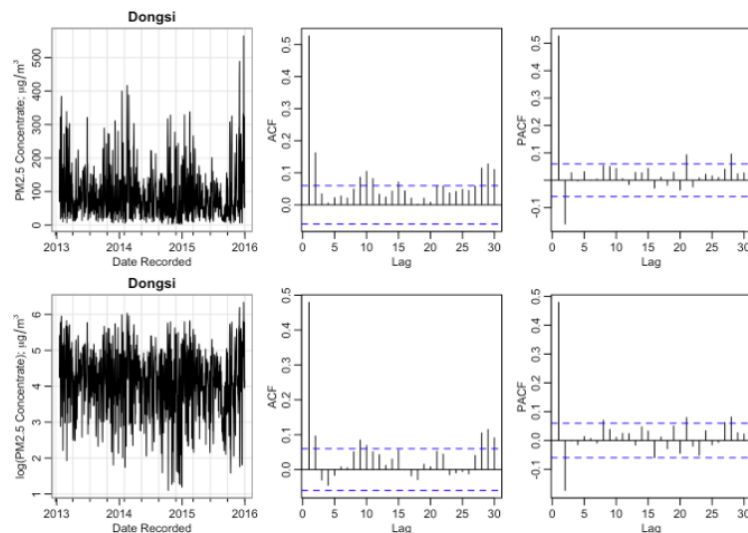 Dongsi
PM2.5 Concentrate; μg/m³
0 100 200 300 400 500
2013 2014 2015 2016
Date Recorded
ACF
0.0 0.1 0.2 0.3 0.4 0.5
0 5 10 15 20 25 30
Lag
PACF
-0.1 0.1 0.2 0.3 0.4 0.5
0 5 10 15 20 25 30
Lag
Dongsi
log(PM2.5 Concentrate); μg/m³
1 2 3 4 5 6
2013 2014 2015 2016
Date Recorded
ACF
0.0 0.1 0.2 0.3 0.4 0.5
0 5 10 15 20 25 30
Lag
PACF
-0.1 0.1 0.2 0.3 0.4 0.5
0 5 10 15 20 25 30
Lag